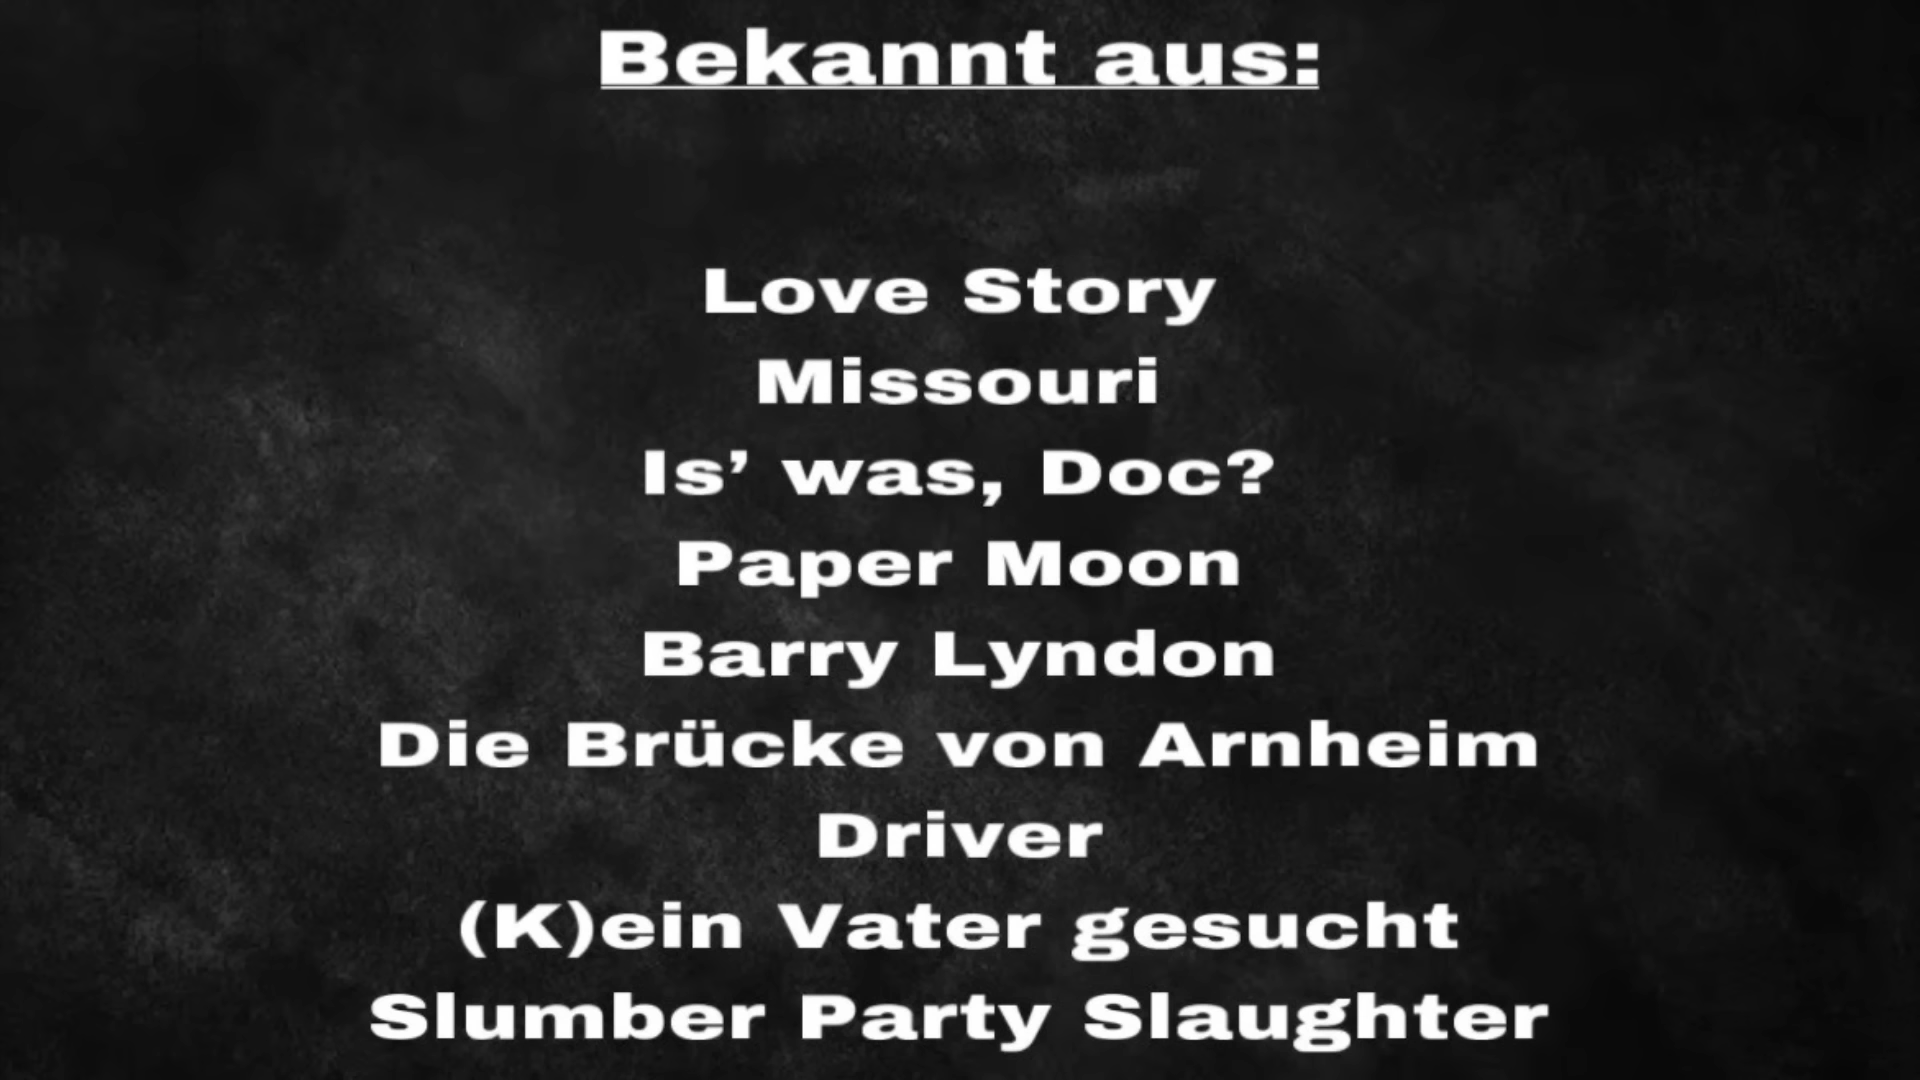 Bekannt aus:
Love Story
Missouri
Is’ was, Doc?
Paper Moon
Barry Lyndon
Die Brücke von Arnheim
Driver
(K)ein Vater gesucht
Slumber Party Slaughter